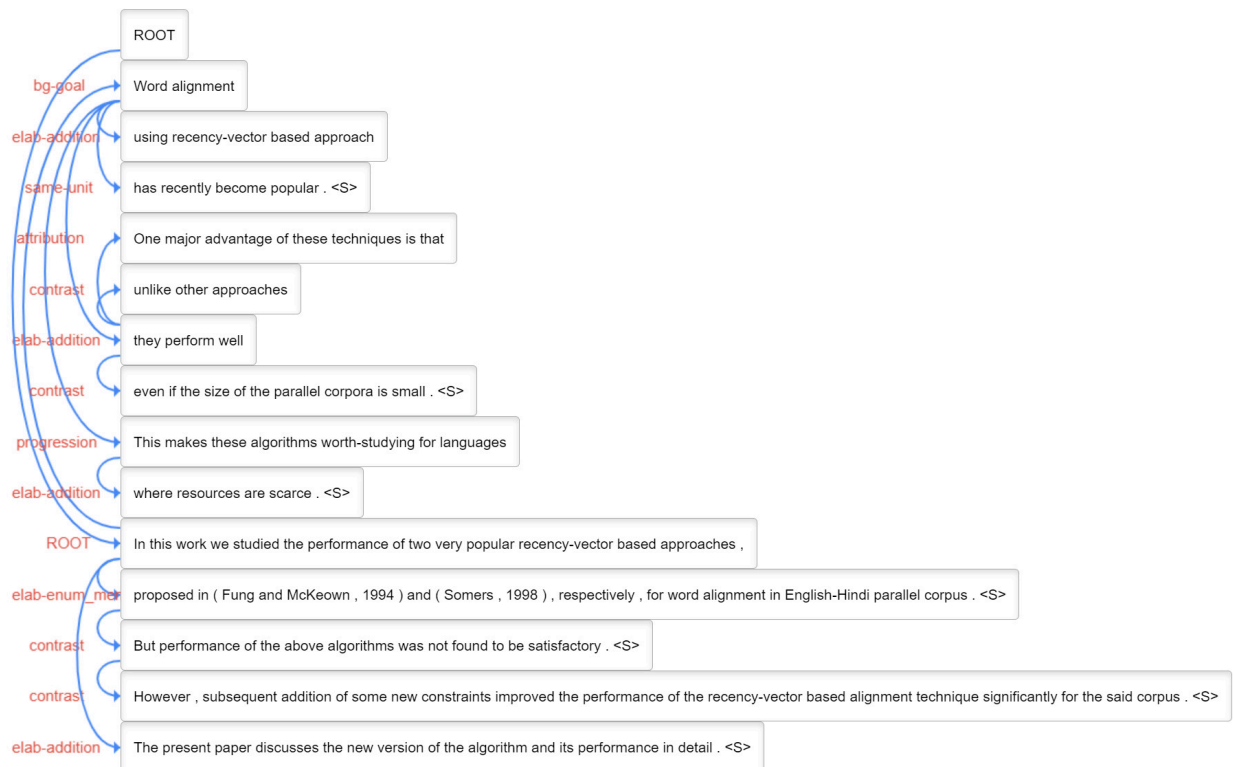 ROOT
bg-goal Word alignment
elab-addition using recency-vector based approach
same-unit has recently become popular . <S>
attribution One major advantage of these techniques is that
contrast unlike other approaches
elab-addition they perform well
contrast even if the size of the parallel corpora is small . <S>
progression This makes these algorithms worth-studying for languages
elab-addition where resources are scarce . <S>
ROOT In this work we studied the performance of two very popular recency-vector based approaches ,
elab-enum_me proposed in ( Fung and McKeown , 1994 ) and ( Somers , 1998 ) , respectively , for word alignment in English-Hindi parallel corpus . <S>
contrast But performance of the above algorithms was not found to be satisfactory . <S>
contrast However , subsequent addition of some new constraints improved the performance of the recency-vector based alignment technique significantly for the said corpus . <S>
elab-addition The present paper discusses the new version of the algorithm and its performance in detail . <S>